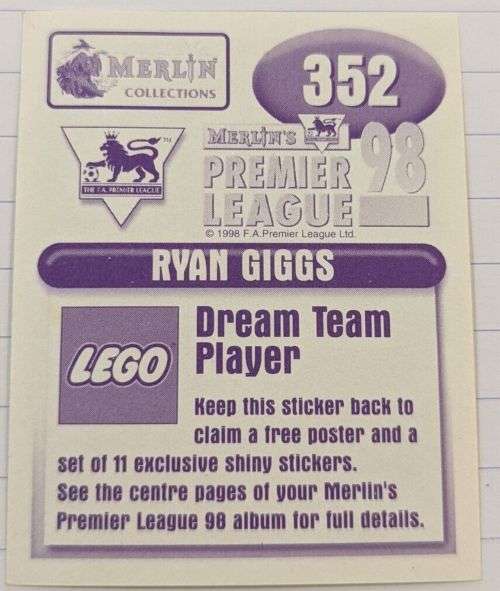 MERLIN
COLLECTIONS
352
THE F.A. PREMIER LEAGUE
TM
MERLIN'S
PREMIER 98
LEAGUE
© 1998 F.A.Premier League Ltd.
RYAN GIGGS
LEGO
Dream Team
Player
Keep this sticker back to
claim a free poster and a
set of 11 exclusive shiny stickers.
See the centre pages of your Merlin's
Premier League 98 album for full details.